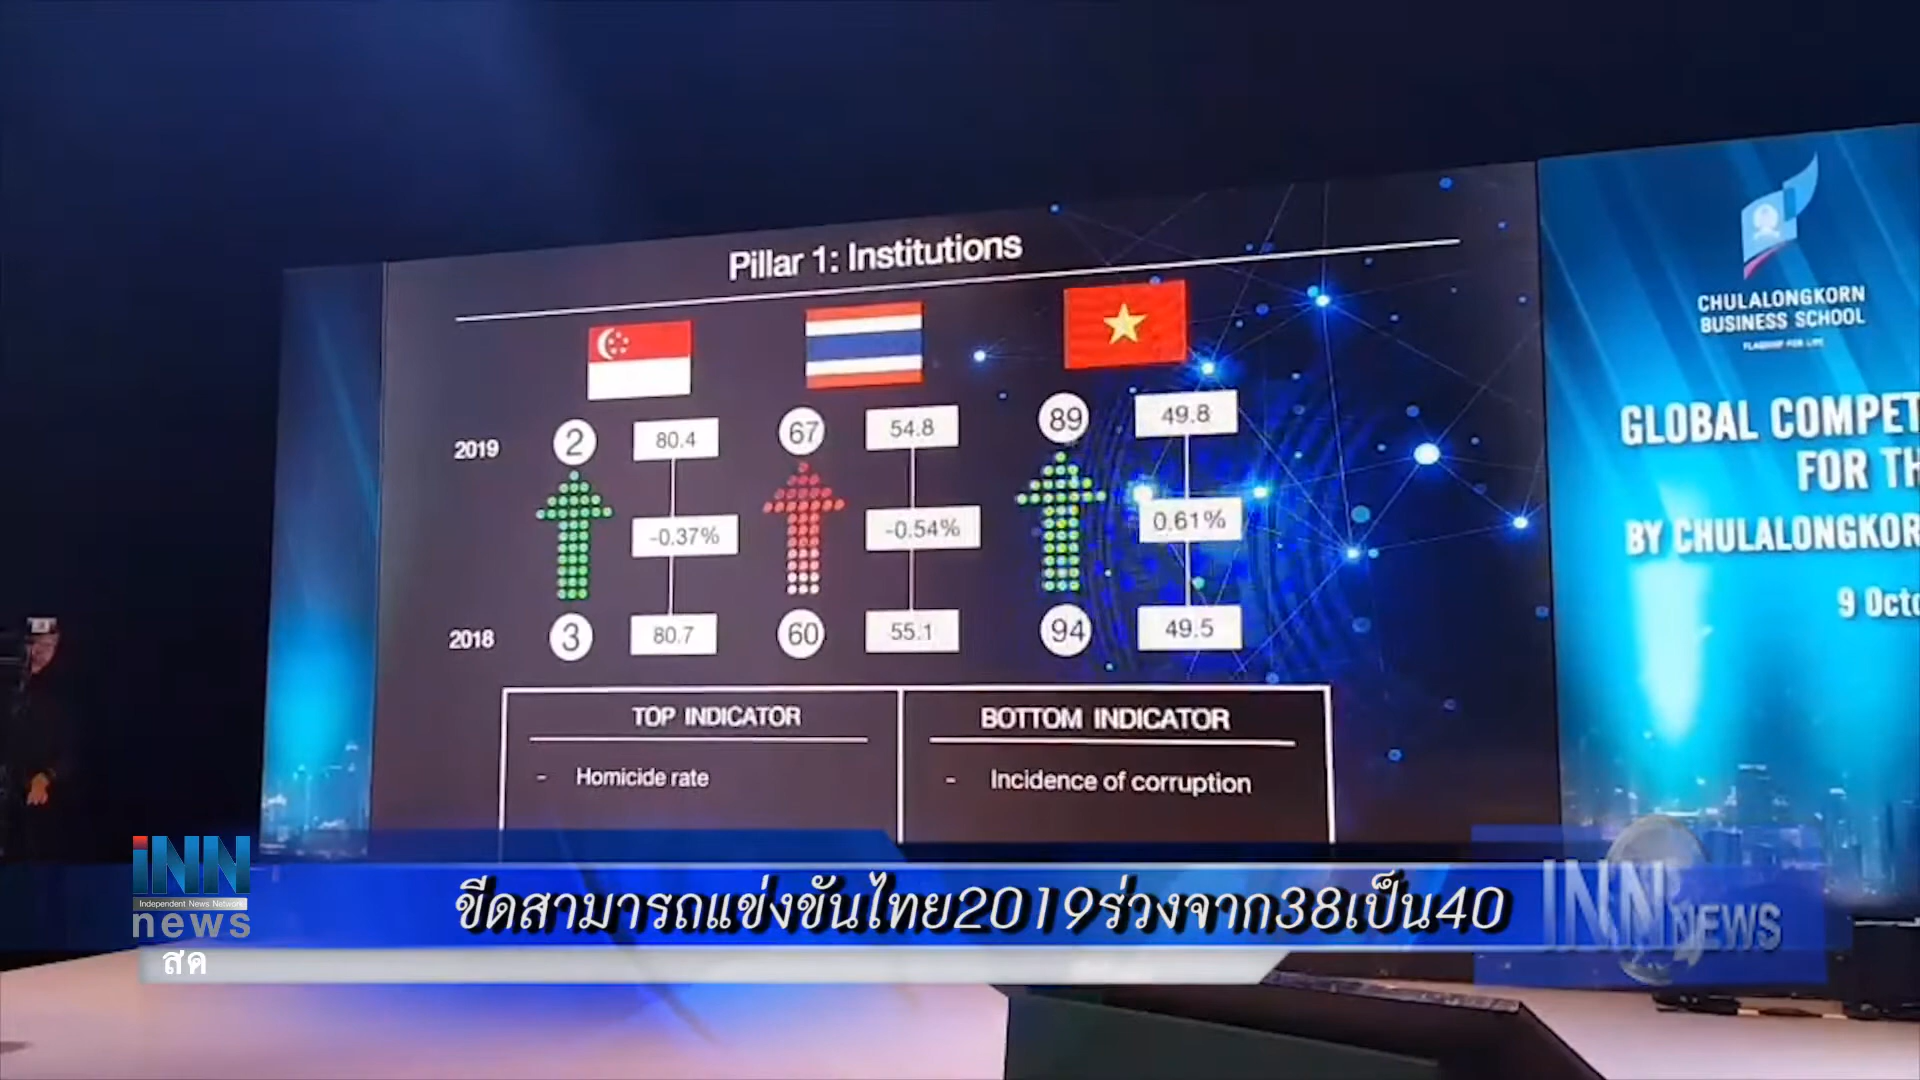 Pillar 1: Institutions
2019
2
80.4
67
54.8
89
49.8
-0.37%
-0.54%
0.61%
2018
3
80.7
60
55.1
94
49.5
TOP INDICATOR
BOTTOM INDICATOR
- Homicide rate
- Incidence of corruption
CHULALONGKORN
BUSINESS SCHOOL
FLAGSHIP FOR LIFE
GLOBAL COMPET
FOR TH
BY CHULALONGKOR
9 Octo
iNN
Independent News Network
news
ขีดสามารถแข่งขันไทย2019ร่วงจาก38เป็น40
INN NEWS
สด